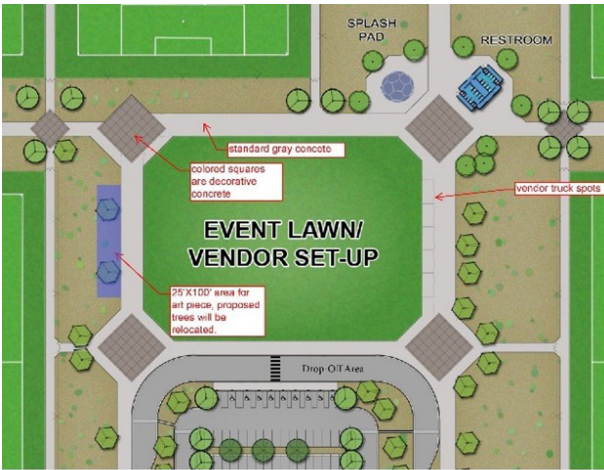 SPLASH
PAD
RESTROOM
standard gray concete
colored squares
are decorative
concrete
vendor truck spots
EVENT LAWN/
VENDOR SET-UP
25'X100' area for
art piece, proposed
trees will be
relocated.
Drop Off Area